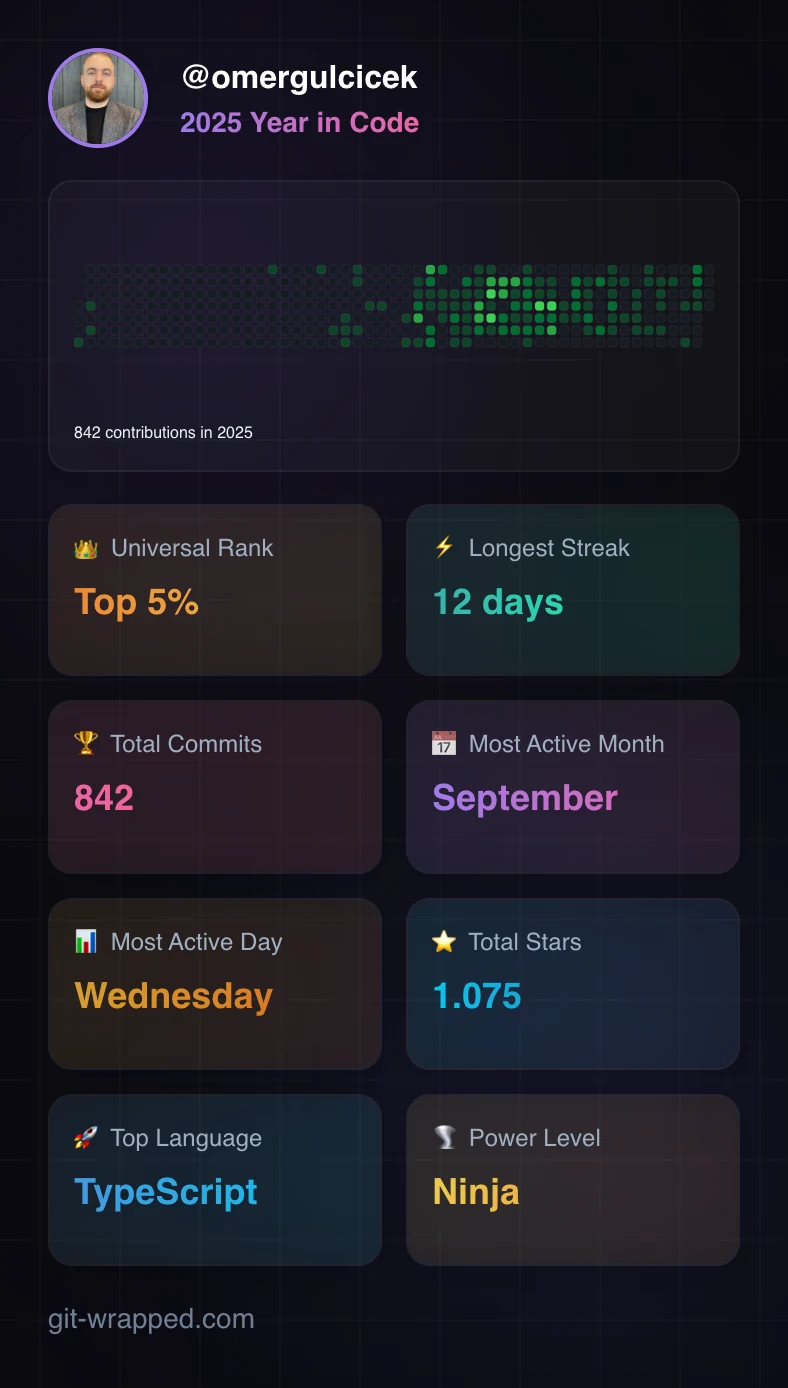 @omergulcicek
2025 Year in Code
842 contributions in 2025
Universal Rank
Top 5%
Longest Streak
12 days
Total Commits
842
Most Active Month
September
Most Active Day
Wednesday
Total Stars
1.075
Top Language
TypeScript
Power Level
Ninja
git-wrapped.com